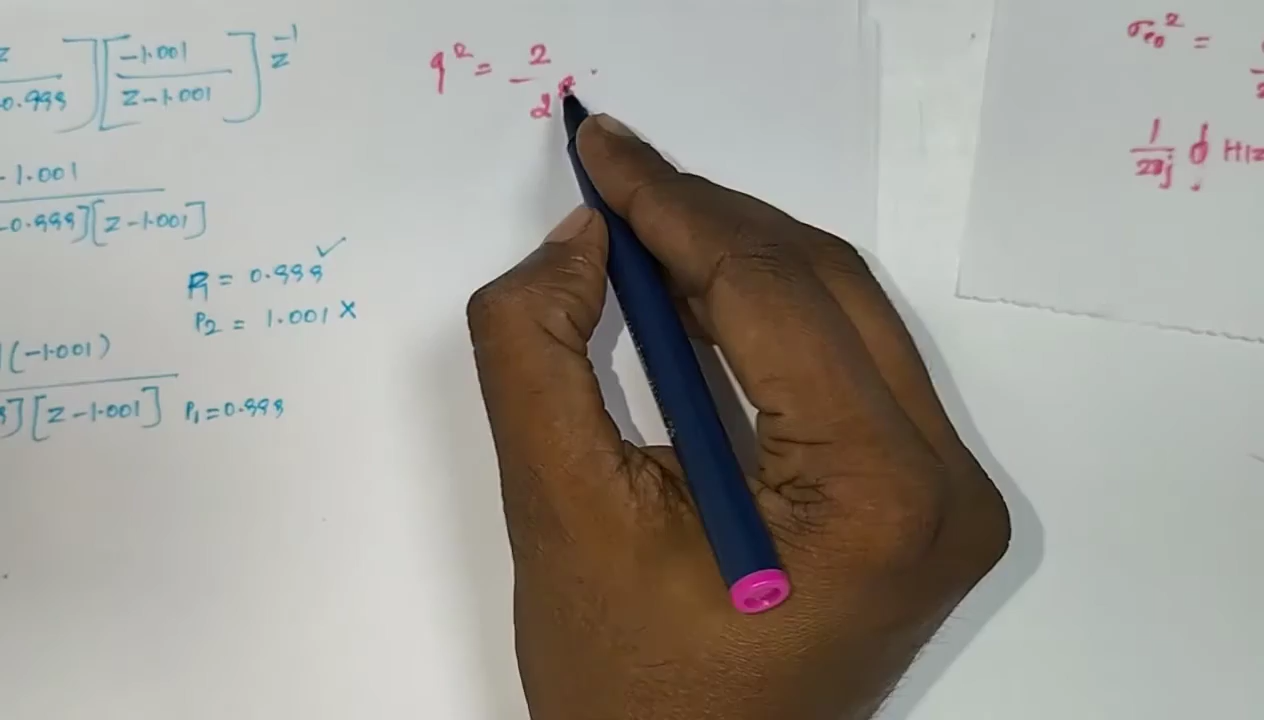 z
-0.999 ] [ -1.001 / z-1.001 ] z^-1
-1.001
-0.999][z-1.001]
P1 = 0.999 ✓
P2 = 1.001 ×
(-1.001)
][z-1.001] P1=0.999
q² = 2
2
σe0² =
1/2πj ∮ H(z